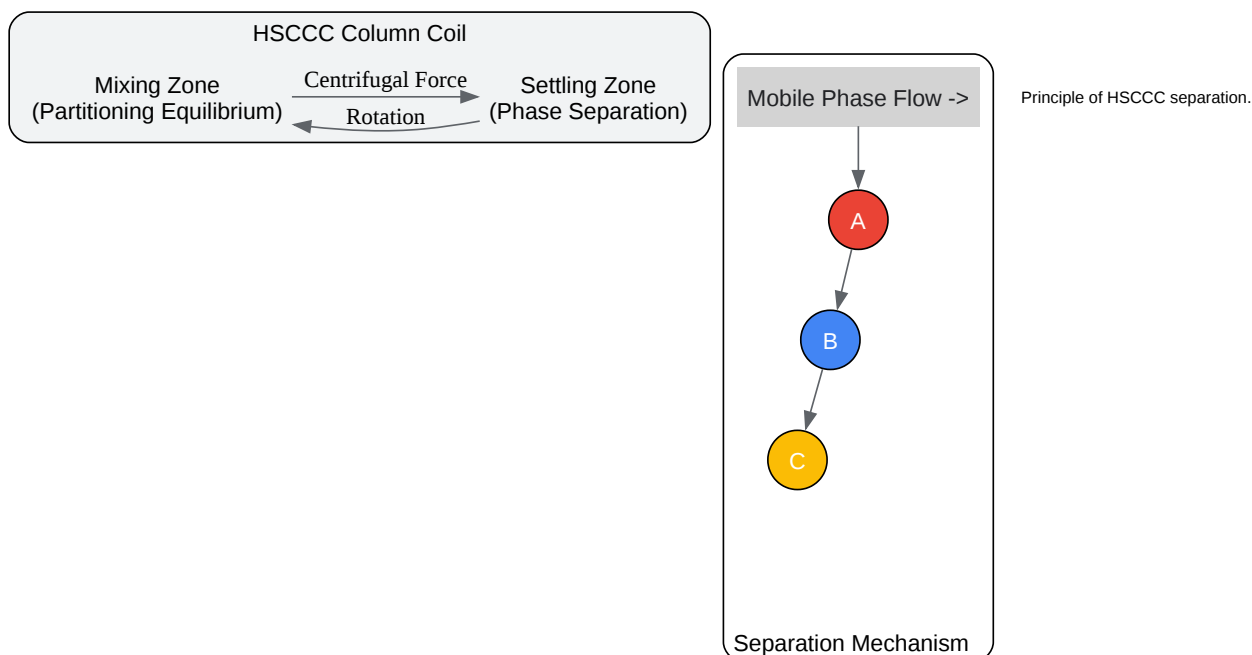 HSCCC Column Coil
Mixing Zone
(Partitioning Equilibrium)
Centrifugal Force
Rotation
Settling Zone
(Phase Separation)
Mobile Phase Flow ->
A
B
C
Separation Mechanism
Principle of HSCCC separation.